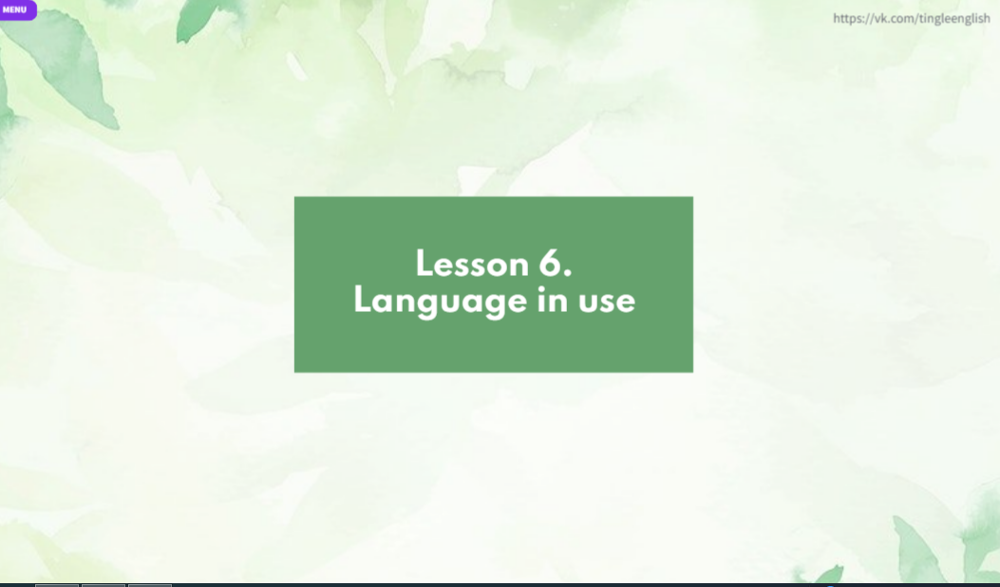 MENU
https://vk.com/tingleenglish
Lesson 6.
Language in use